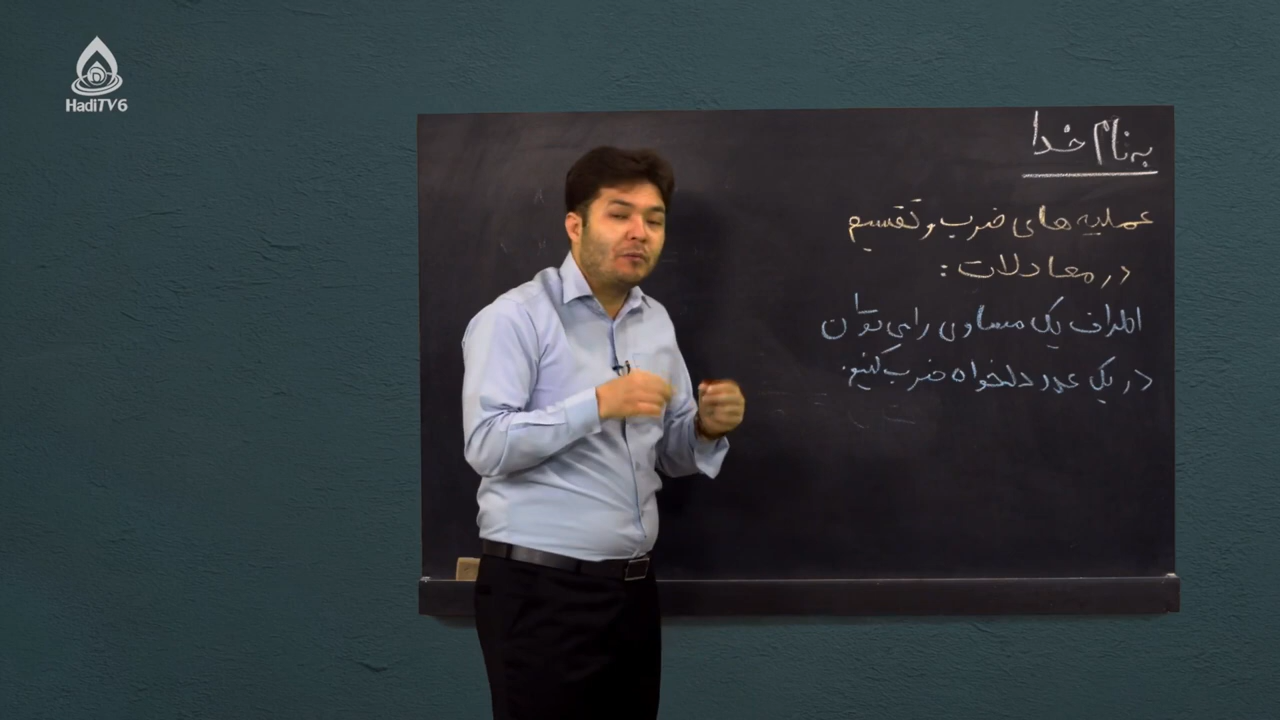 HadiTV6
به نام خدا
عملیه های ضرب و تقسیم
در معادلات :
اطراف یک مساوی را می توان
در یک عدد دلخواه ضرب کنیم.